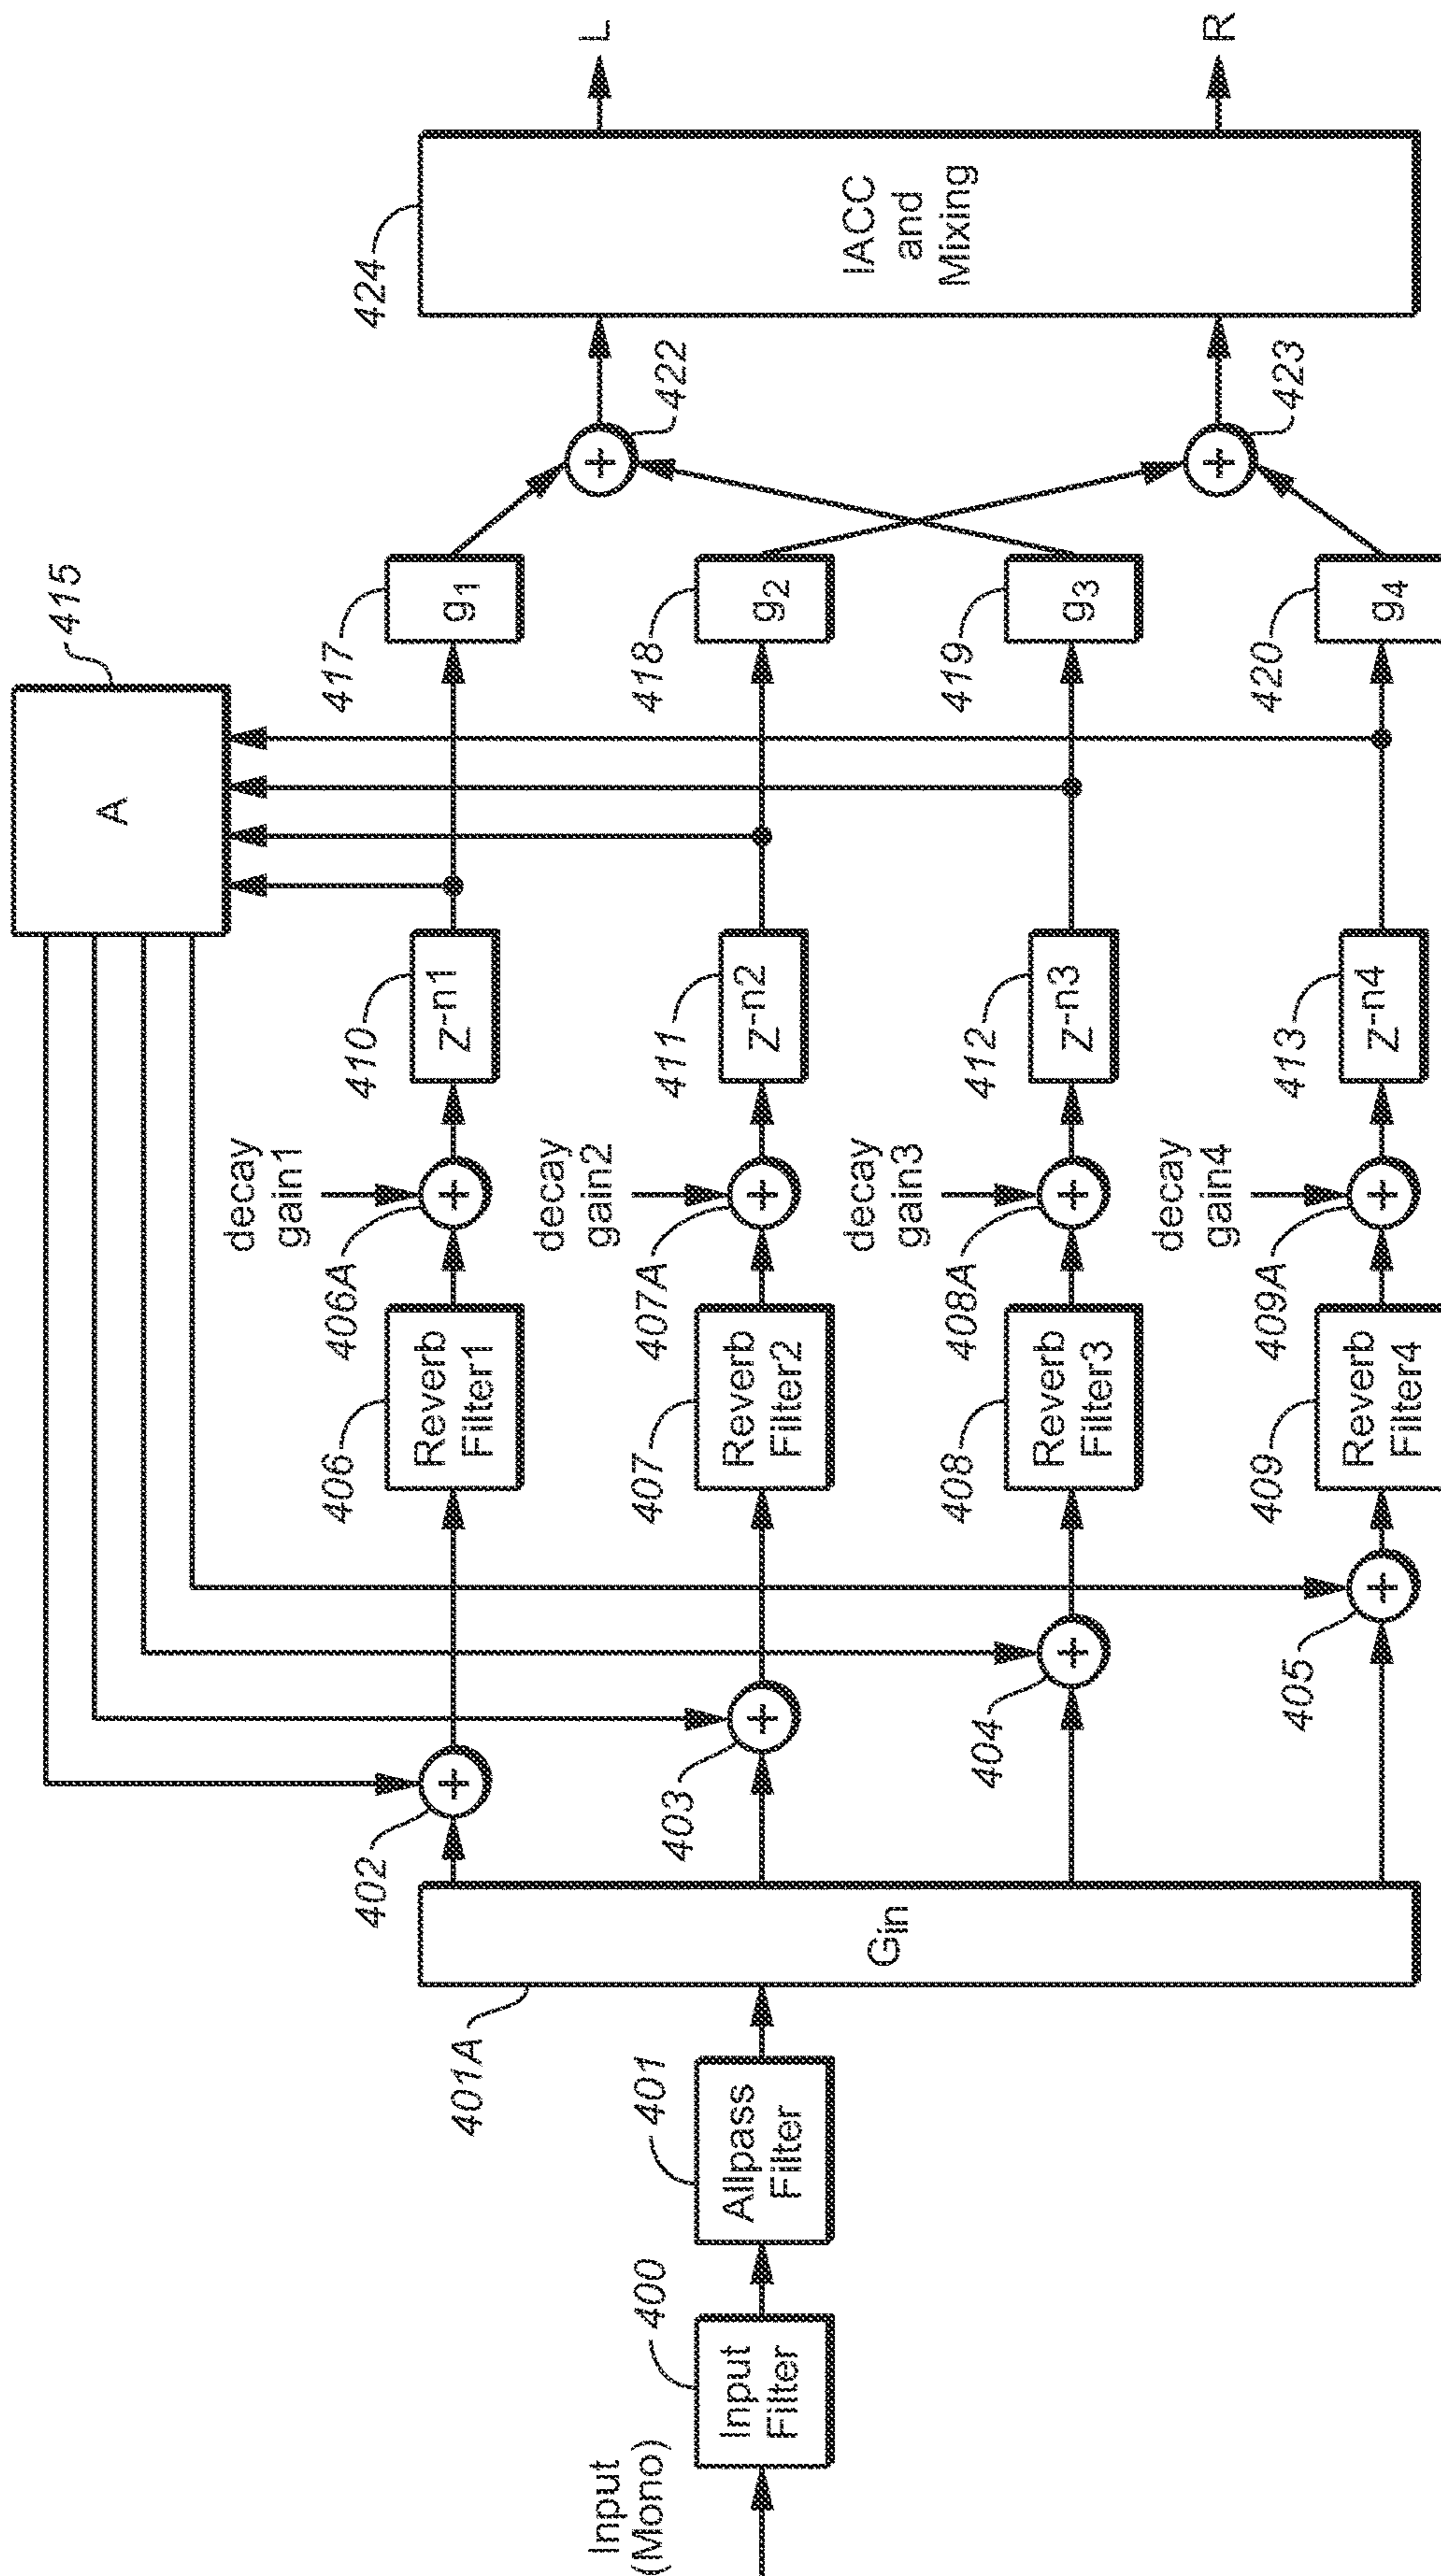 Input
(Mono)
400
Input
Filter
401
Allpass
Filter
401A
Gin
402
403
404
405
406
Reverb
Filter1
407
Reverb
Filter2
408
Reverb
Filter3
409
Reverb
Filter4
decay
gain1
406A
decay
gain2
407A
decay
gain3
408A
decay
gain4
409A
410
z-n1
411
z-n2
412
z-n3
413
z-n4
415
A
417
g1
418
g2
419
g3
420
g4
422
423
424
IACC
and
Mixing
L
R